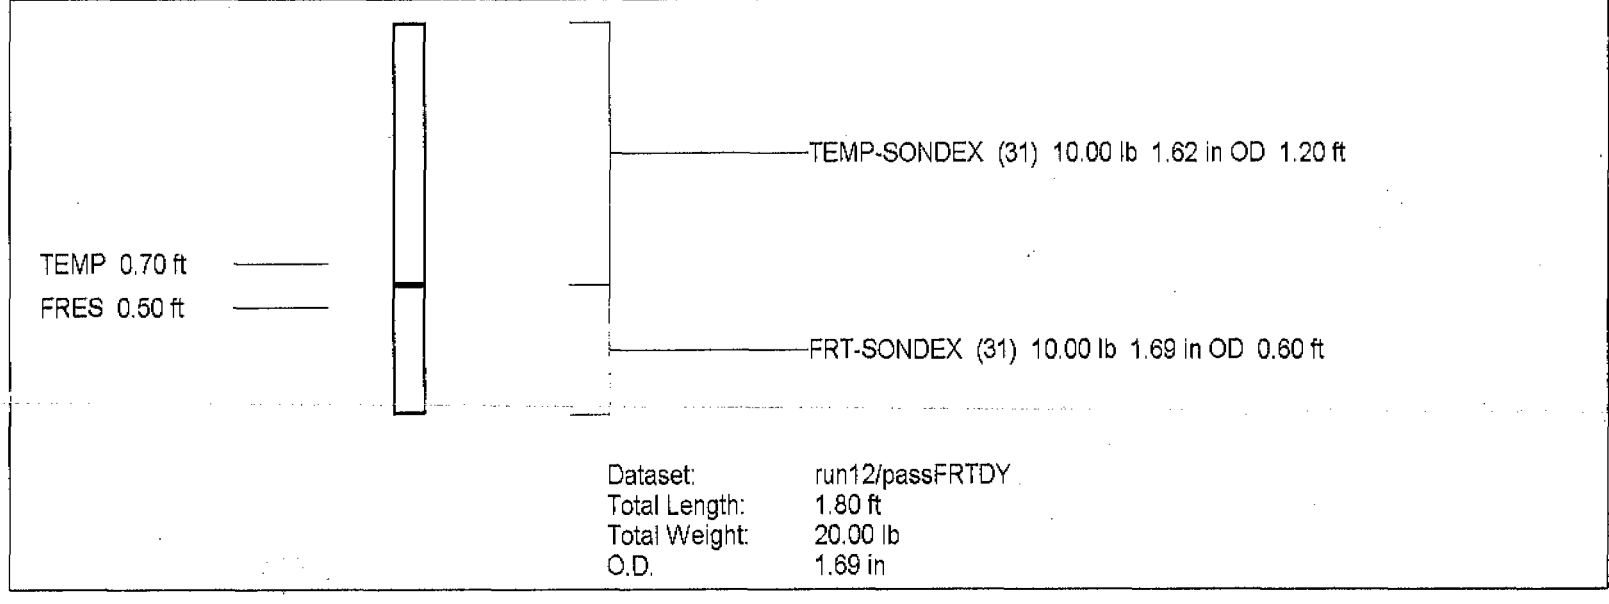 TEMP-SONDEX (31) 10.00 lb 1.62 in OD 1.20 ft
TEMP 0.70 ft
FRES 0.50 ft
FRT-SONDEX (31) 10.00 lb 1.69 in OD 0.60 ft
Dataset: run12/passFRTDY
Total Length: 1.80 ft
Total Weight: 20.00 lb
O.D. 1.69 in